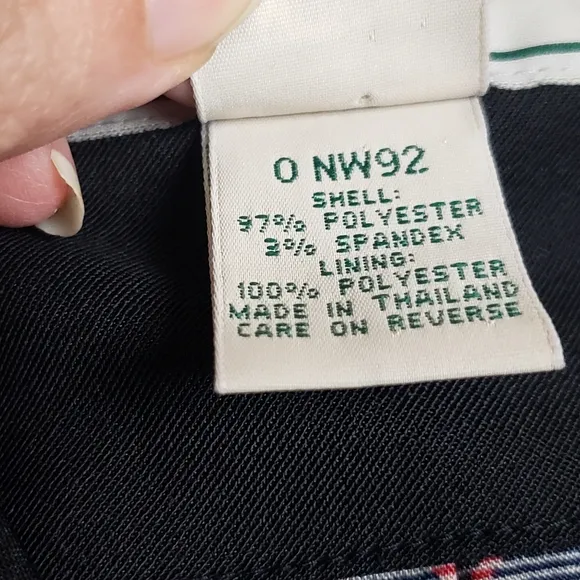 0 NW92
SHELL:
97% POLYESTER
3% SPANDEX
LINING:
100% POLYESTER
MADE IN THAILAND
CARE ON REVERSE